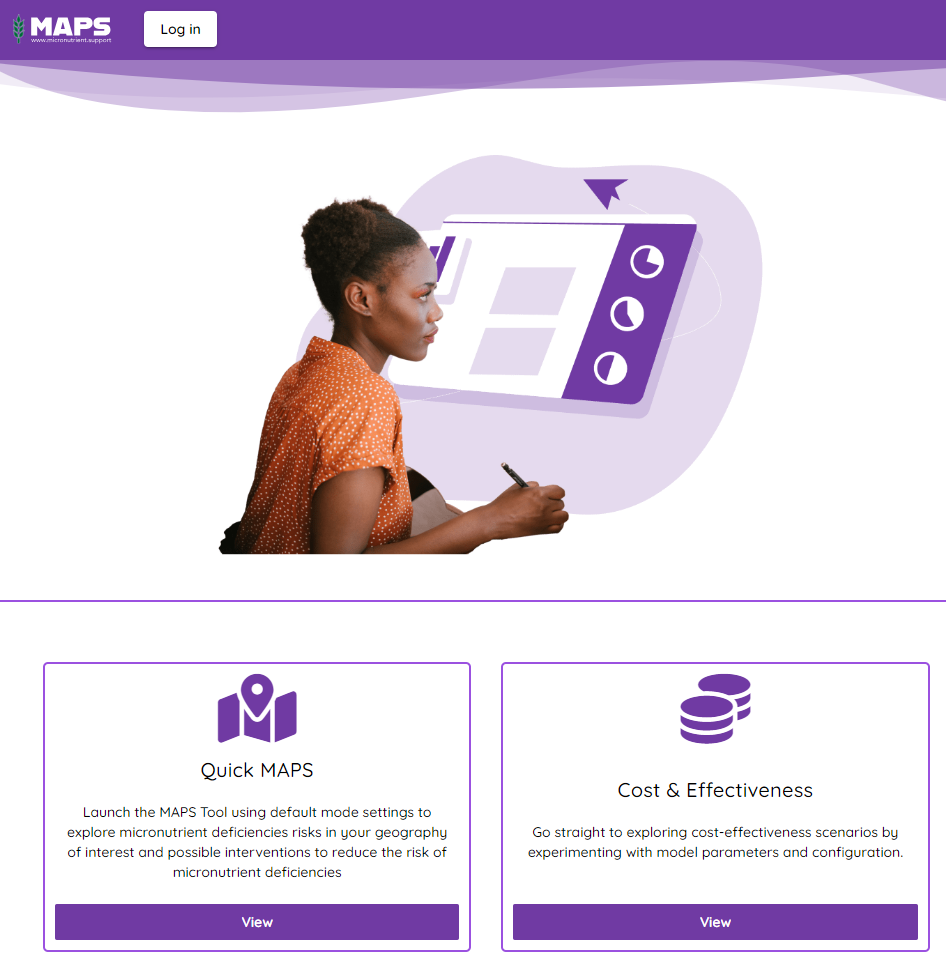 MAPS
www.micronutrient.support
Log in
Quick MAPS
Launch the MAPS Tool using default mode settings to
explore micronutrient deficiencies risks in your geography
of interest and possible interventions to reduce the risk of
micronutrient deficiencies
View
Cost & Effectiveness
Go straight to exploring cost-effectiveness scenarios by
experimenting with model parameters and configuration.
View